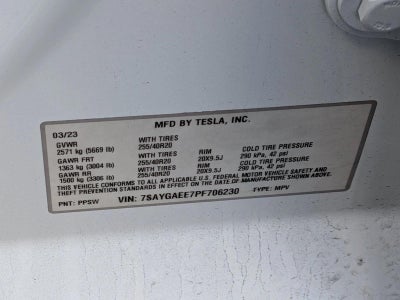 MFD BY TESLA, INC.
03/23
GVWR
2571 kg (5669 lb) WITH TIRES 255/40R20
GAWR FRT WITH TIRES RIM COLD TIRE PRESSURE
1363 kg (3004 lb) 255/40R20 20X9.5J 290 kPa, 42 psi
GAWR RR WITH TIRES RIM COLD TIRE PRESSURE
1500 kg (3306 lb) 255/40R20 20X9.5J 290 kPa, 42 psi
THIS VEHICLE CONFORMS TO ALL APPLICABLE U.S. FEDERAL MOTOR VEHICLE SAFETY AND
THEFT PREVENTION STANDARDS IN EFFECT ON THE DATE OF MANUFACTURE SHOWN ABOVE.
PNT: PPSW VIN: 7SAYGAEE7PF706230 TYPE: MPV